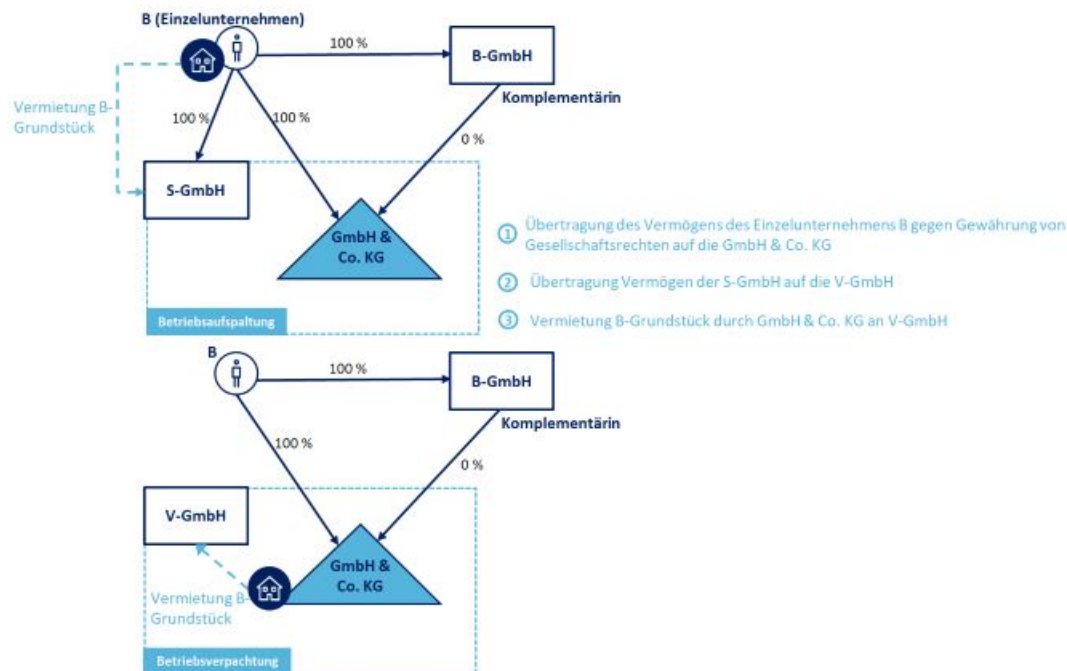 B (Einzelunternehmen)
100 %
B-GmbH
Komplementärin
Vermietung B-
Grundstück
100 %
100 %
0 %
S-GmbH
GmbH &
Co. KG
Betriebsaufspaltung
1 Übertragung des Vermögens des Einzelunternehmens B gegen Gewährung von
Gesellschaftsrechten auf die GmbH & Co. KG
2 Übertragung Vermögen der S-GmbH auf die V-GmbH
3 Vermietung B-Grundstück durch GmbH & Co. KG an V-GmbH
B
100 %
B-GmbH
Komplementärin
100 %
0 %
V-GmbH
GmbH &
Co. KG
Vermietung B-
Grundstück
Betriebsverpachtung